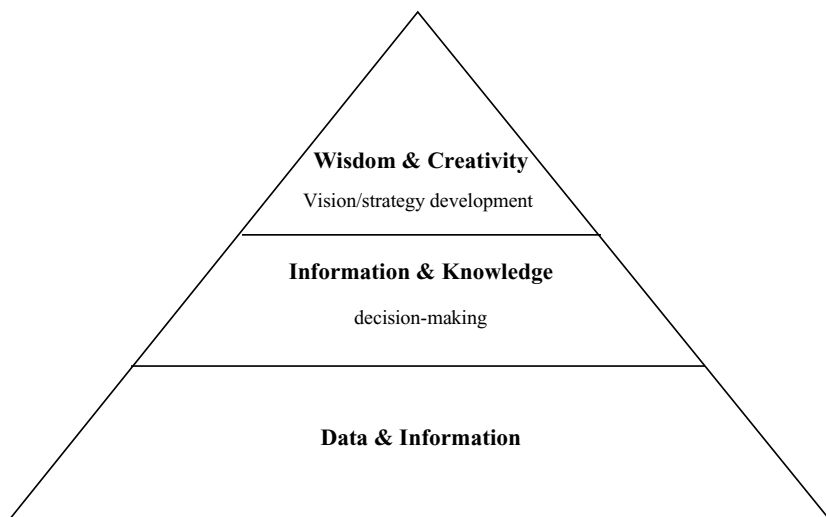 Wisdom & Creativity
Vision/strategy development
Information & Knowledge
decision-making
Data & Information